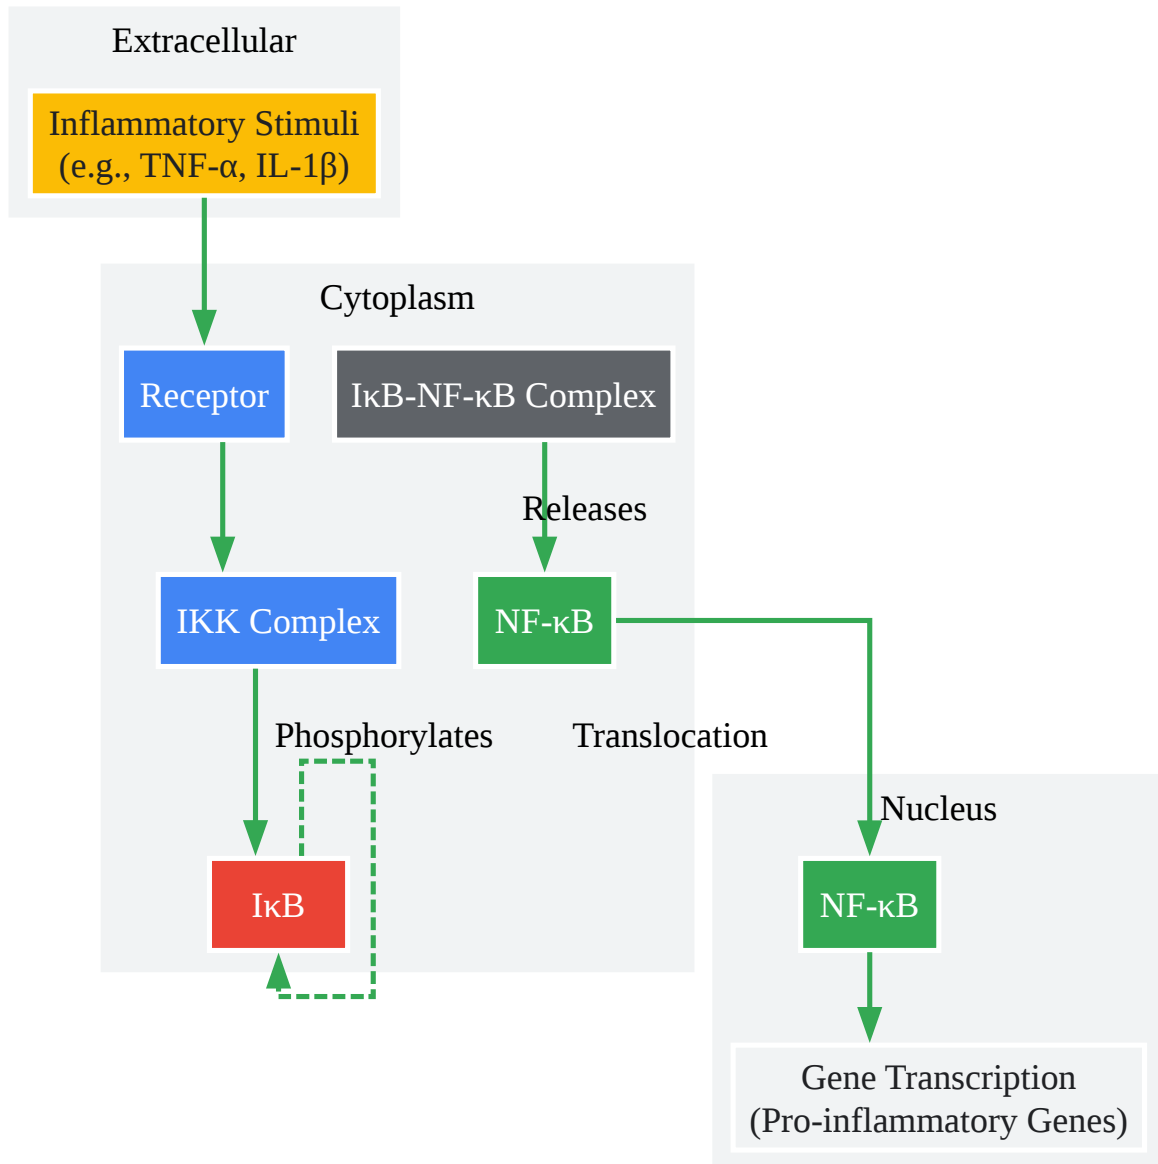 Extracellular
Inflammatory Stimuli
(e.g., TNF-α, IL-1β)
Cytoplasm
Receptor
IκB-NF-κB Complex
Releases
IKK Complex
NF-κB
Phosphorylates
Translocation
Nucleus
IκB
NF-κB
Gene Transcription
(Pro-inflammatory Genes)